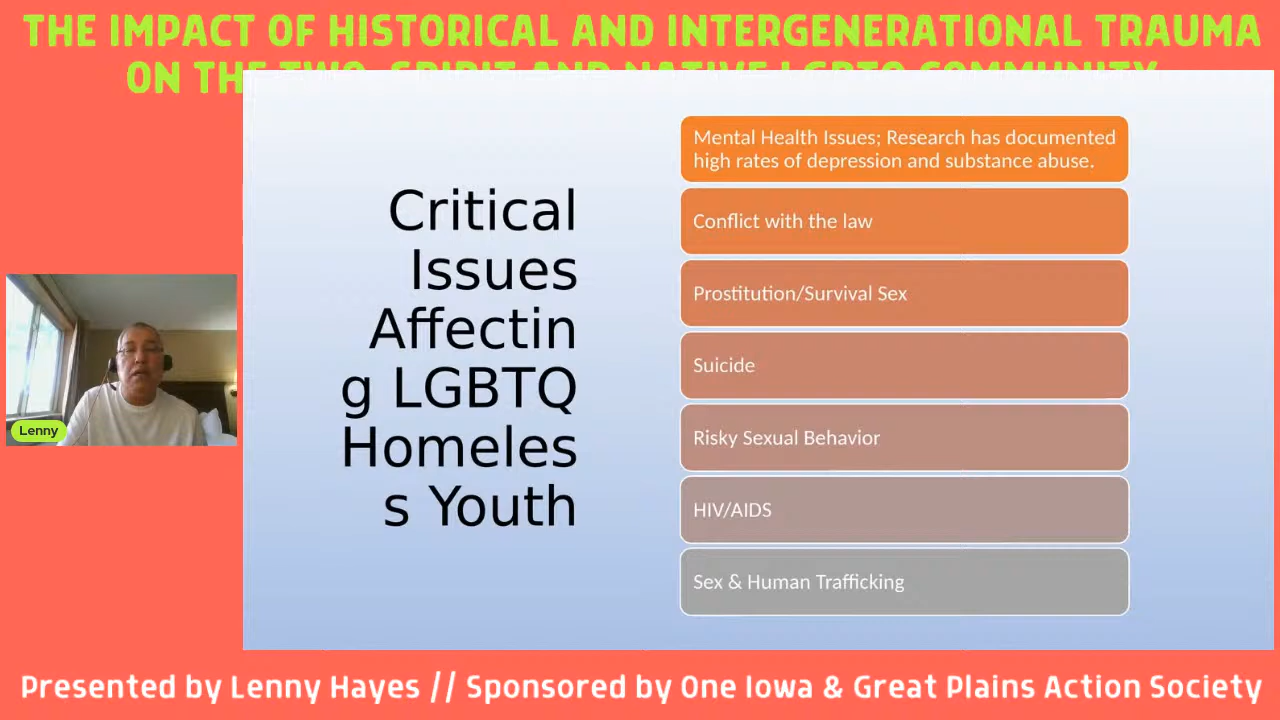 THE IMPACT OF HISTORICAL AND INTERGENERATIONAL TRAUMA
ON THE TWO-SPIRIT AND NATIVE LGBTQ COMMUNITY
Critical
Issues
Affectin
g LGBTQ
Homeles
s Youth
Mental Health Issues; Research has documented
high rates of depression and substance abuse.
Conflict with the law
Prostitution/Survival Sex
Suicide
Risky Sexual Behavior
HIV/AIDS
Sex & Human Trafficking
Lenny
Presented by Lenny Hayes // Sponsored by One Iowa & Great Plains Action Society